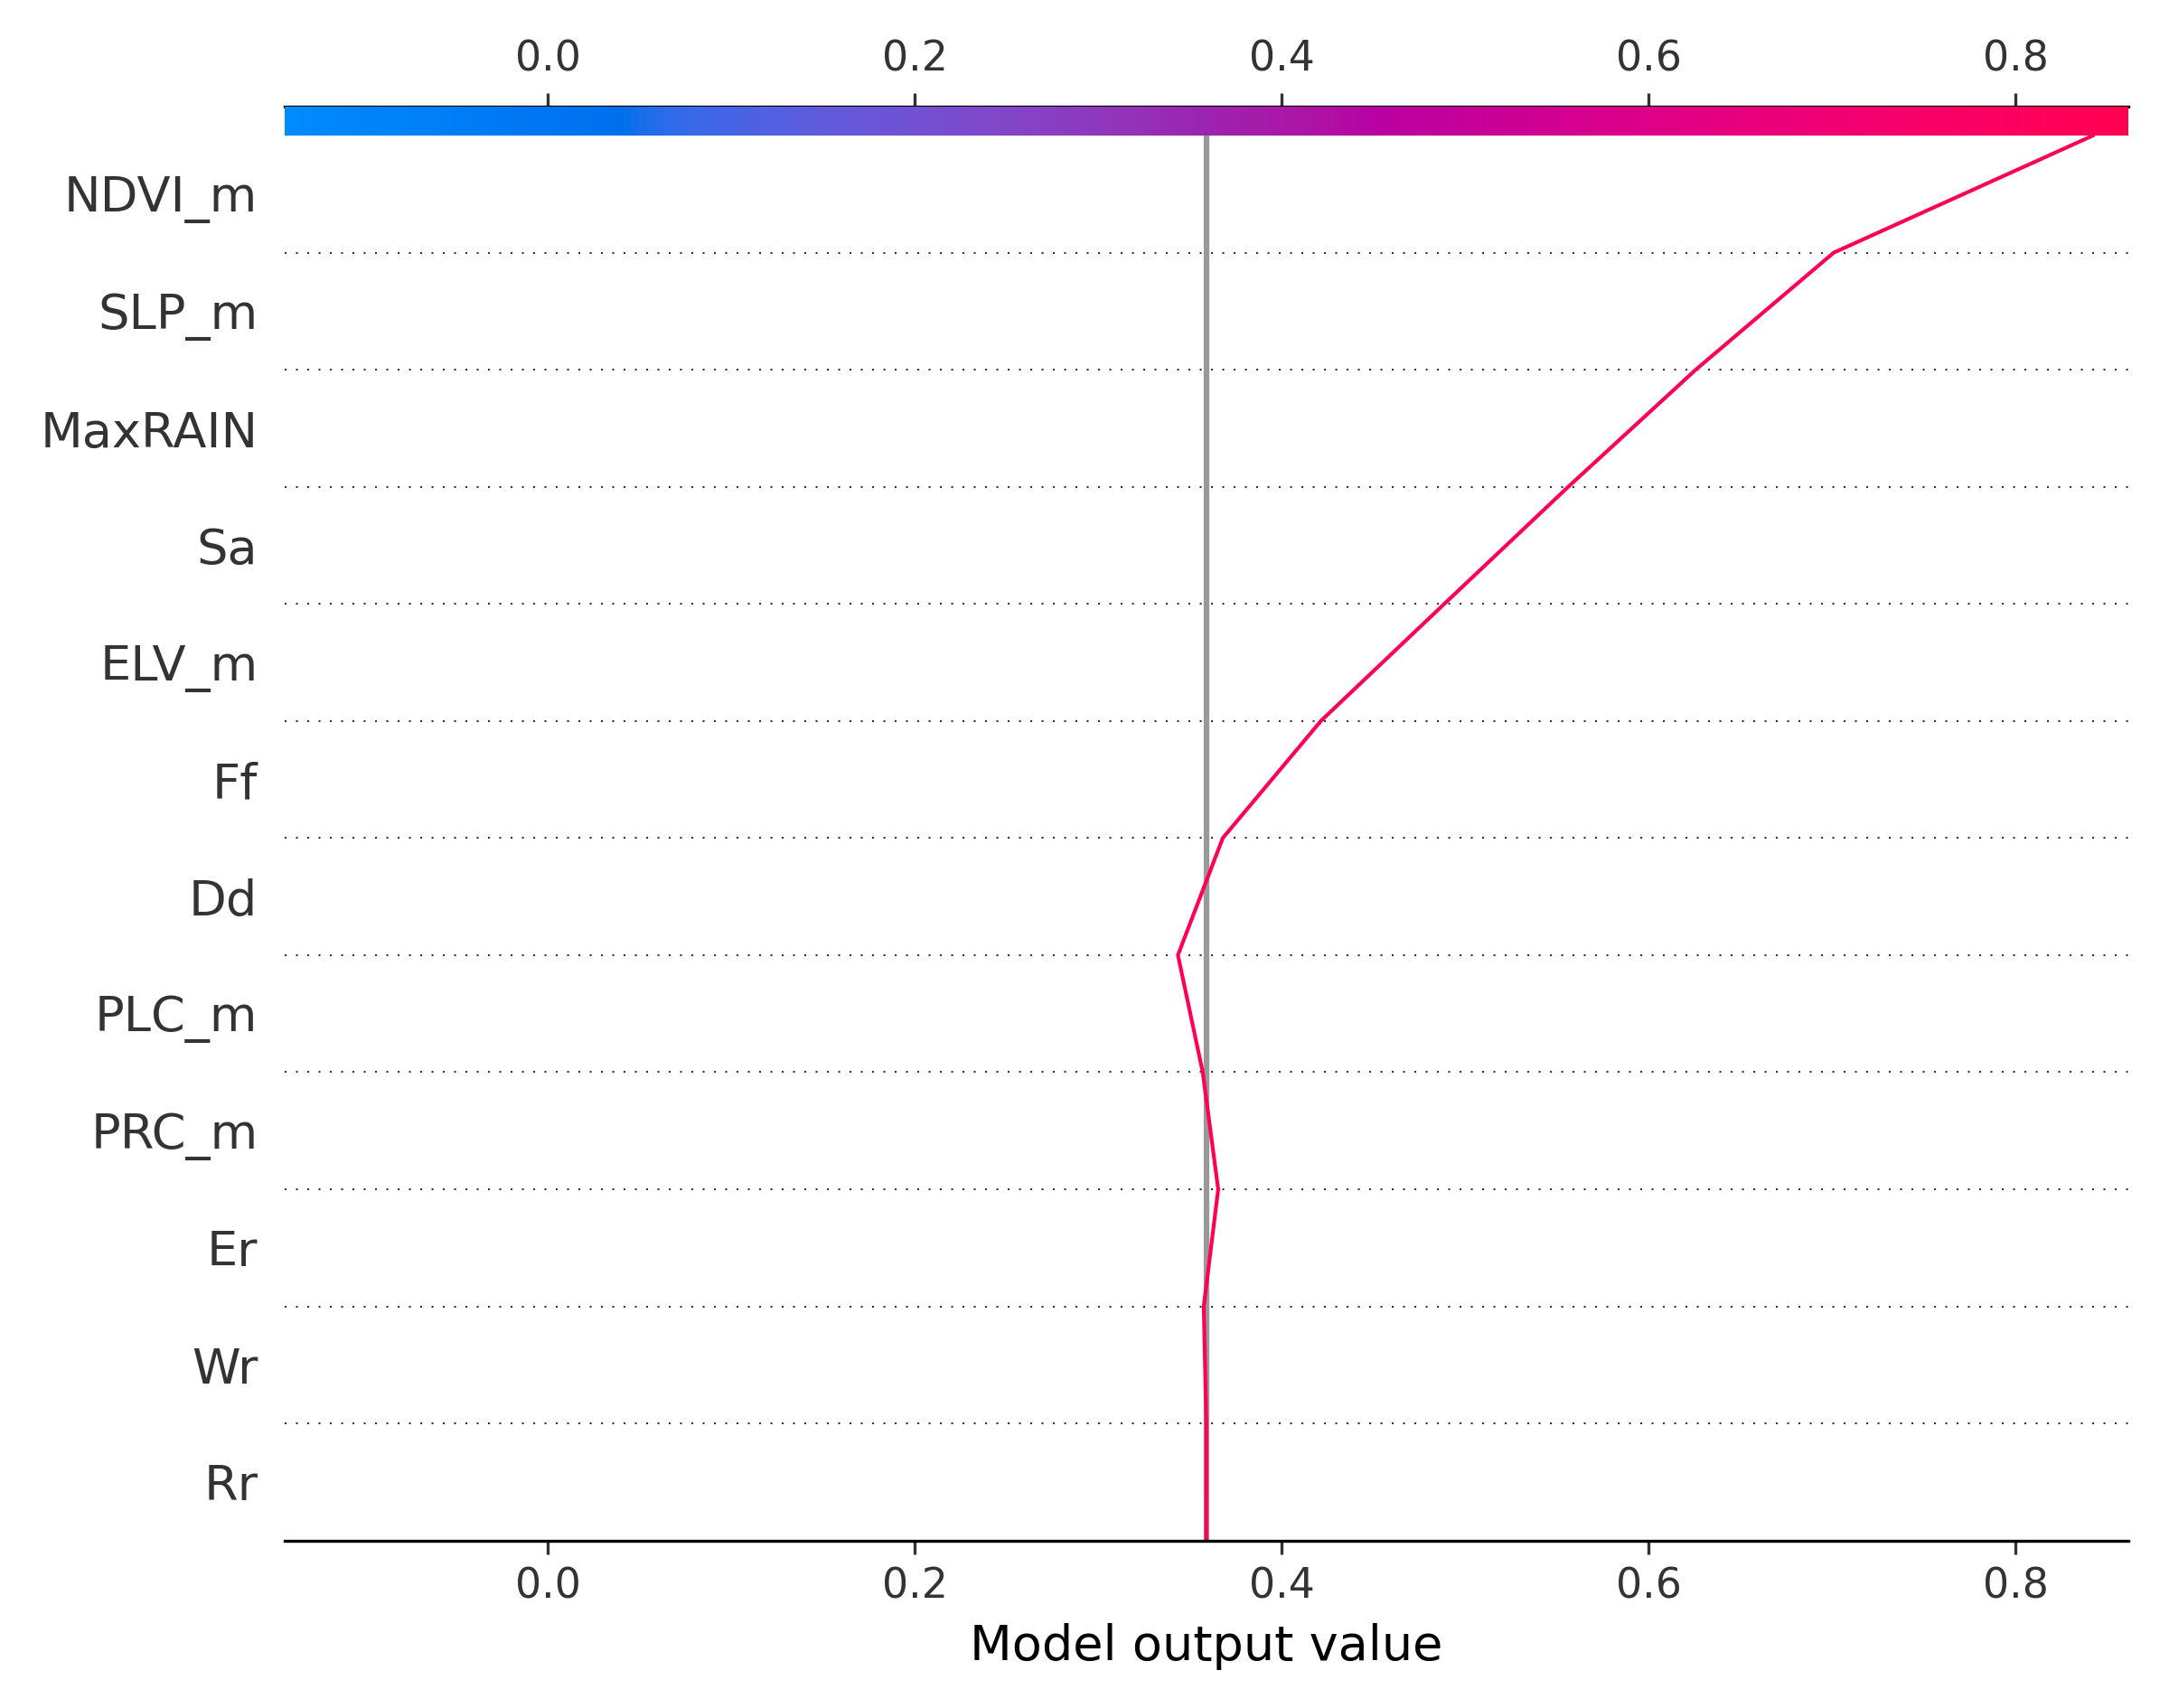 0.0 0.2 0.4 0.6 0.8
NDVI_m
SLP_m
MaxRAIN
Sa
ELV_m
Ff
Dd
PLC_m
PRC_m
Er
Wr
Rr
0.0 0.2 0.4 0.6 0.8
Model output value